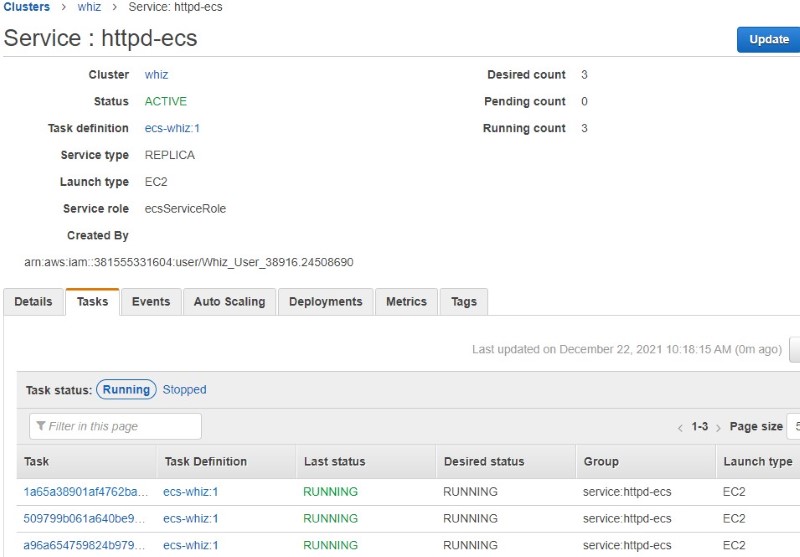 Clusters > whiz > Service: httpd-ecs
Service : httpd-ecs
Update
Cluster whiz Desired count 3
Status ACTIVE Pending count 0
Task definition ecs-whiz:1 Running count 3
Service type REPLICA
Launch type EC2
Service role ecsServiceRole
Created By
arn:aws:iam::381555331604:user/Whiz_User_38916.24508690
Details Tasks Events Auto Scaling Deployments Metrics Tags
Last updated on December 22, 2021 10:18:15 AM (0m ago)
Task status: Running Stopped
Filter in this page < 1-3 > Page size 5
Task Task Definition Last status Desired status Group Launch type
1a65a38901af4762ba... ecs-whiz:1 RUNNING RUNNING service:httpd-ecs EC2
509799b061a640be9... ecs-whiz:1 RUNNING RUNNING service:httpd-ecs EC2
a96a654759824b979... ecs-whiz:1 RUNNING RUNNING service:httpd-ecs EC2